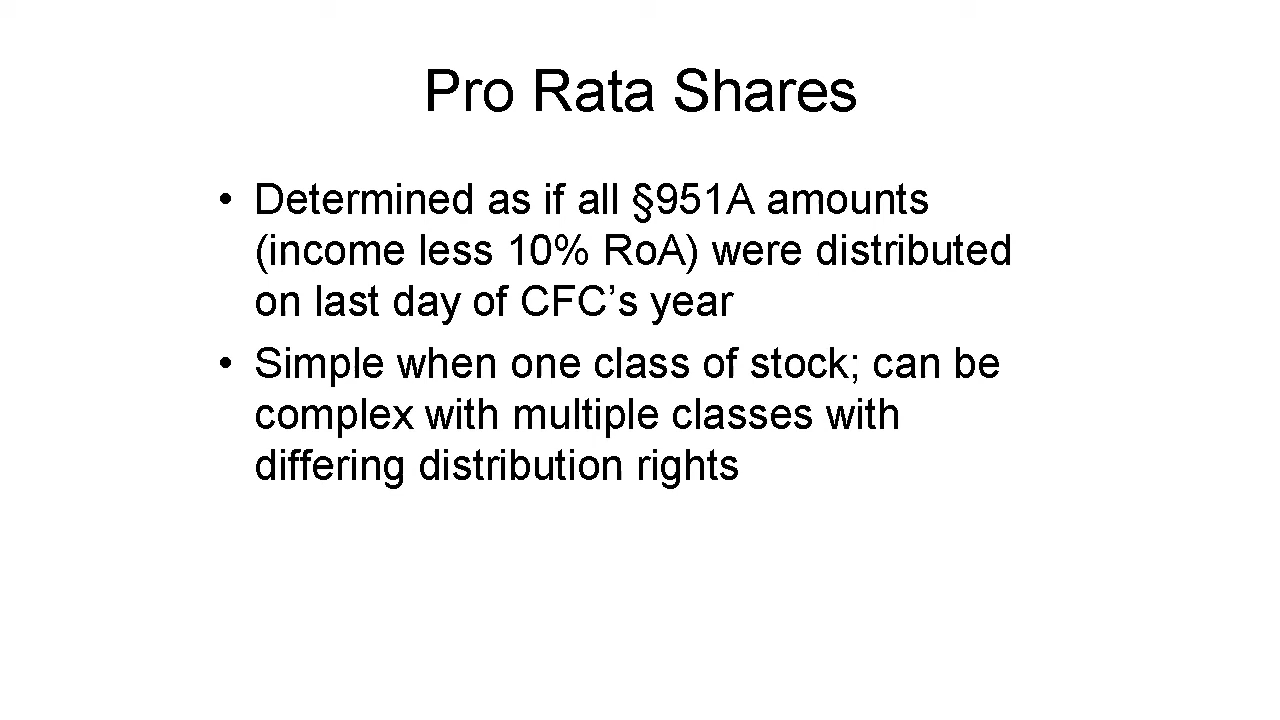 Pro Rata Shares
• Determined as if all §951A amounts
(income less 10% RoA) were distributed
on last day of CFC’s year
• Simple when one class of stock; can be
complex with multiple classes with
differing distribution rights